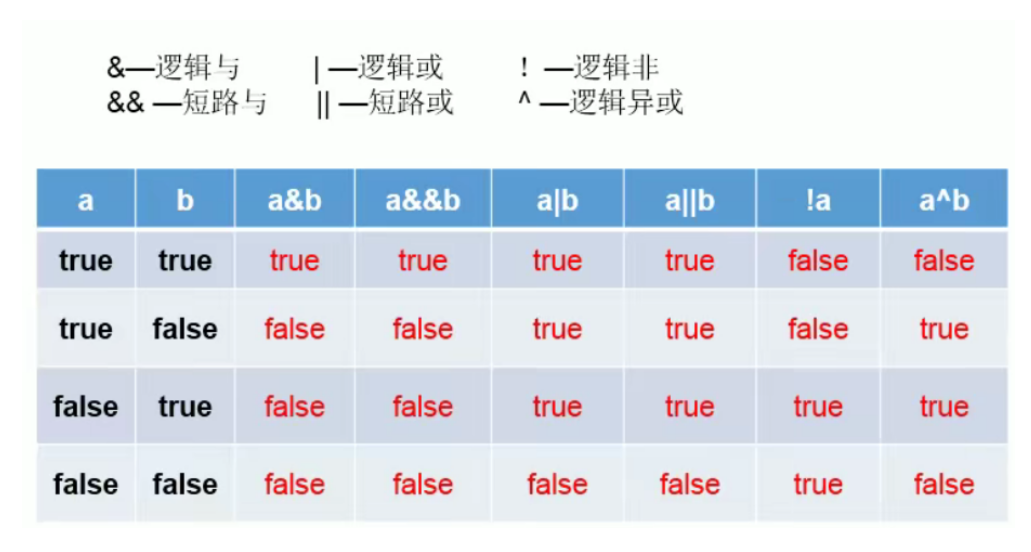 &—逻辑与 | —逻辑或 ! —逻辑非
&& —短路与 || —短路或 ^ —逻辑异或
a b a&b a&&b a|b a||b !a a^b
true true true true true true false false
true false false false true true false true
false true false false true true true true
false false false false false false true false